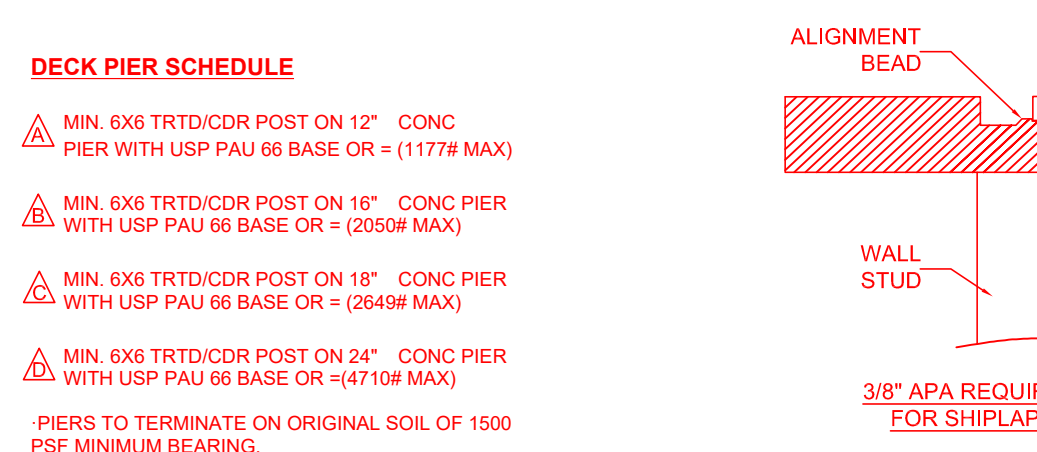 DECK PIER SCHEDULE
A MIN. 6X6 TRTD/CDR POST ON 12" CONC
PIER WITH USP PAU 66 BASE OR = (1177# MAX)
B MIN. 6X6 TRTD/CDR POST ON 16" CONC PIER
WITH USP PAU 66 BASE OR = (2050# MAX)
C MIN. 6X6 TRTD/CDR POST ON 18" CONC PIER
WITH USP PAU 66 BASE OR = (2649# MAX)
D MIN. 6X6 TRTD/CDR POST ON 24" CONC PIER
WITH USP PAU 66 BASE OR =(4710# MAX)
·PIERS TO TERMINATE ON ORIGINAL SOIL OF 1500
PSF MINIMUM BEARING.
ALIGNMENT
BEAD
WALL
STUD
3/8" APA
FOR SHIPLAP